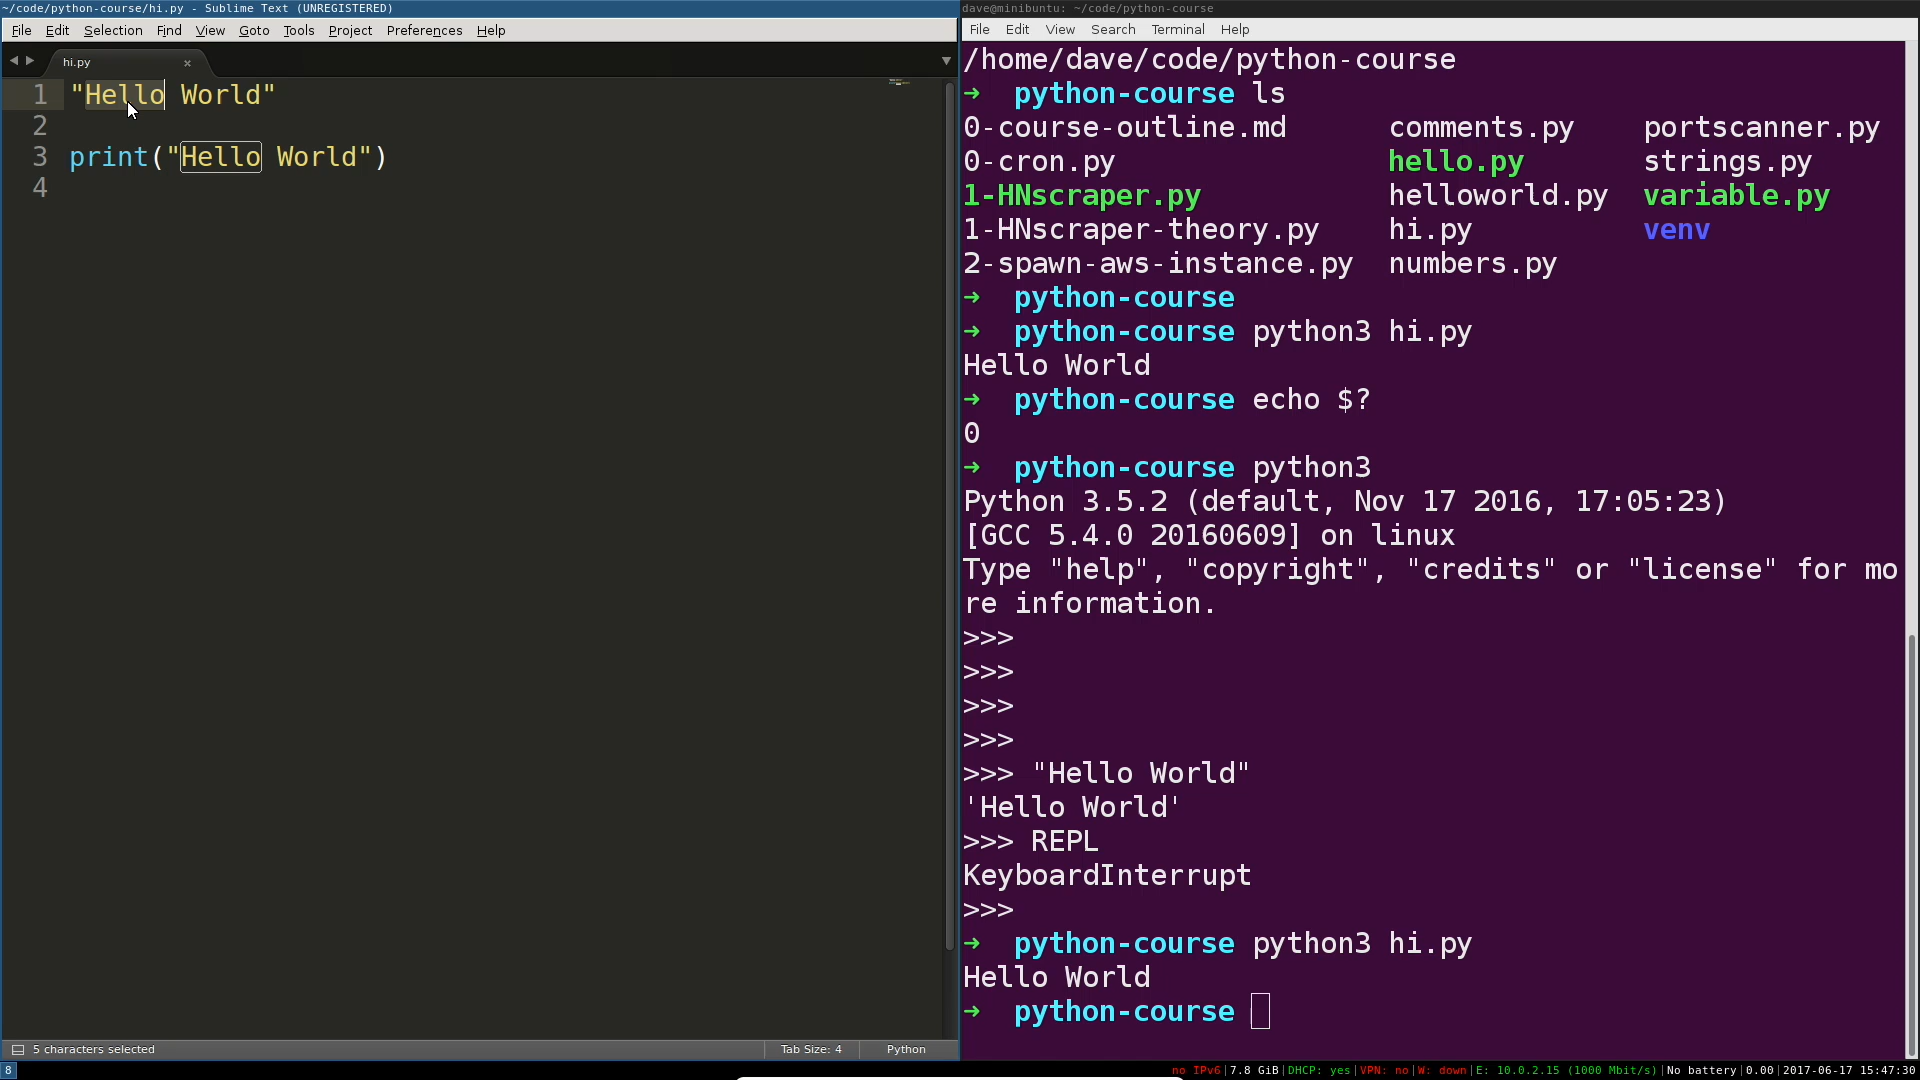 ~/code/python-course/hi.py - Sublime Text (UNREGISTERED)
File Edit Selection Find View Goto Tools Project Preferences Help
hi.py ×
1 "Hello World"
2
3 print("Hello World")
4
5 characters selected Tab Size: 4 Python
dave@minibuntu: ~/code/python-course
File Edit View Search Terminal Help
/home/dave/code/python-course
➜ python-course ls
0-course-outline.md comments.py portscanner.py
0-cron.py hello.py strings.py
1-HNscraper.py helloworld.py variable.py
1-HNscraper-theory.py hi.py venv
2-spawn-aws-instance.py numbers.py
➜ python-course
➜ python-course python3 hi.py
Hello World
➜ python-course echo $?
0
➜ python-course python3
Python 3.5.2 (default, Nov 17 2016, 17:05:23)
[GCC 5.4.0 20160609] on linux
Type "help", "copyright", "credits" or "license" for mo
re information.
>>>
>>>
>>>
>>>
>>> "Hello World"
'Hello World'
>>> REPL
KeyboardInterrupt
>>>
➜ python-course python3 hi.py
Hello World
➜ python-course
8 no IPv6|7.8 GiB|DHCP: yes|VPN: no|W: down|E: 10.0.2.15 (1000 Mbit/s)|No battery|0.00|2017-06-17 15:47:30